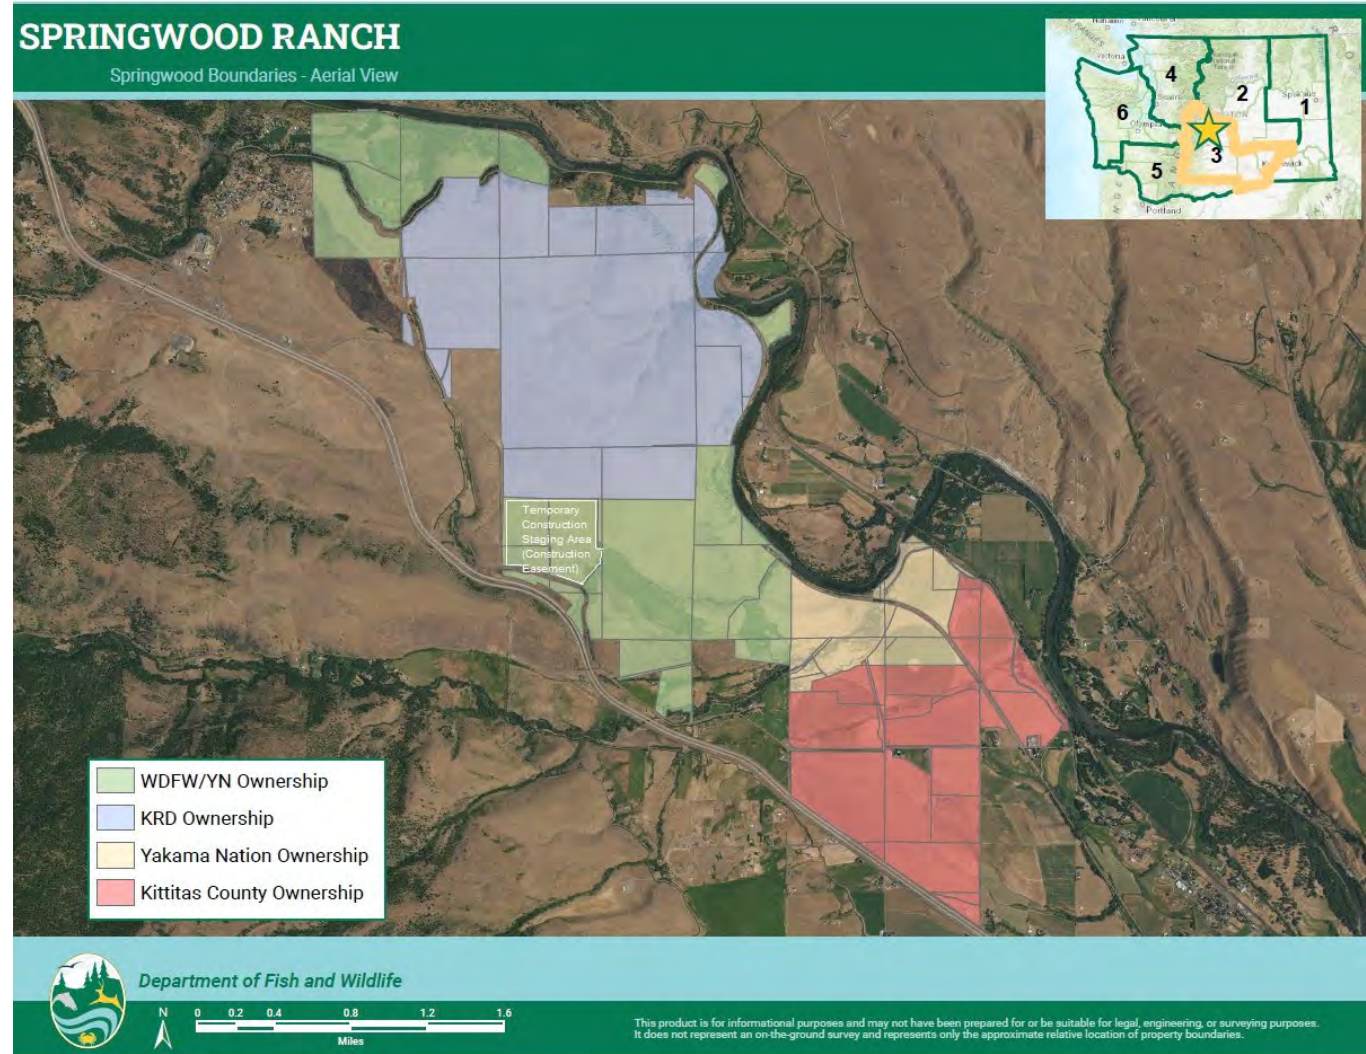 SPRINGWOOD RANCH
Springwood Boundaries - Aerial View
Victoria
4
2
1
6
3
5
Portland
Temporary
Construction
Staging Area
(Construction
Easement)
WDFW/YN Ownership
KRD Ownership
Yakama Nation Ownership
Kittitas County Ownership
Department of Fish and Wildlife
N
0 0.2 0.4 0.8 1.2 1.6
Miles
This product is for informational purposes and may not have been prepared for or be suitable for legal, engineering, or surveying purposes.
It does not represent an on-the-ground survey and represents only the approximate relative location of property boundaries.